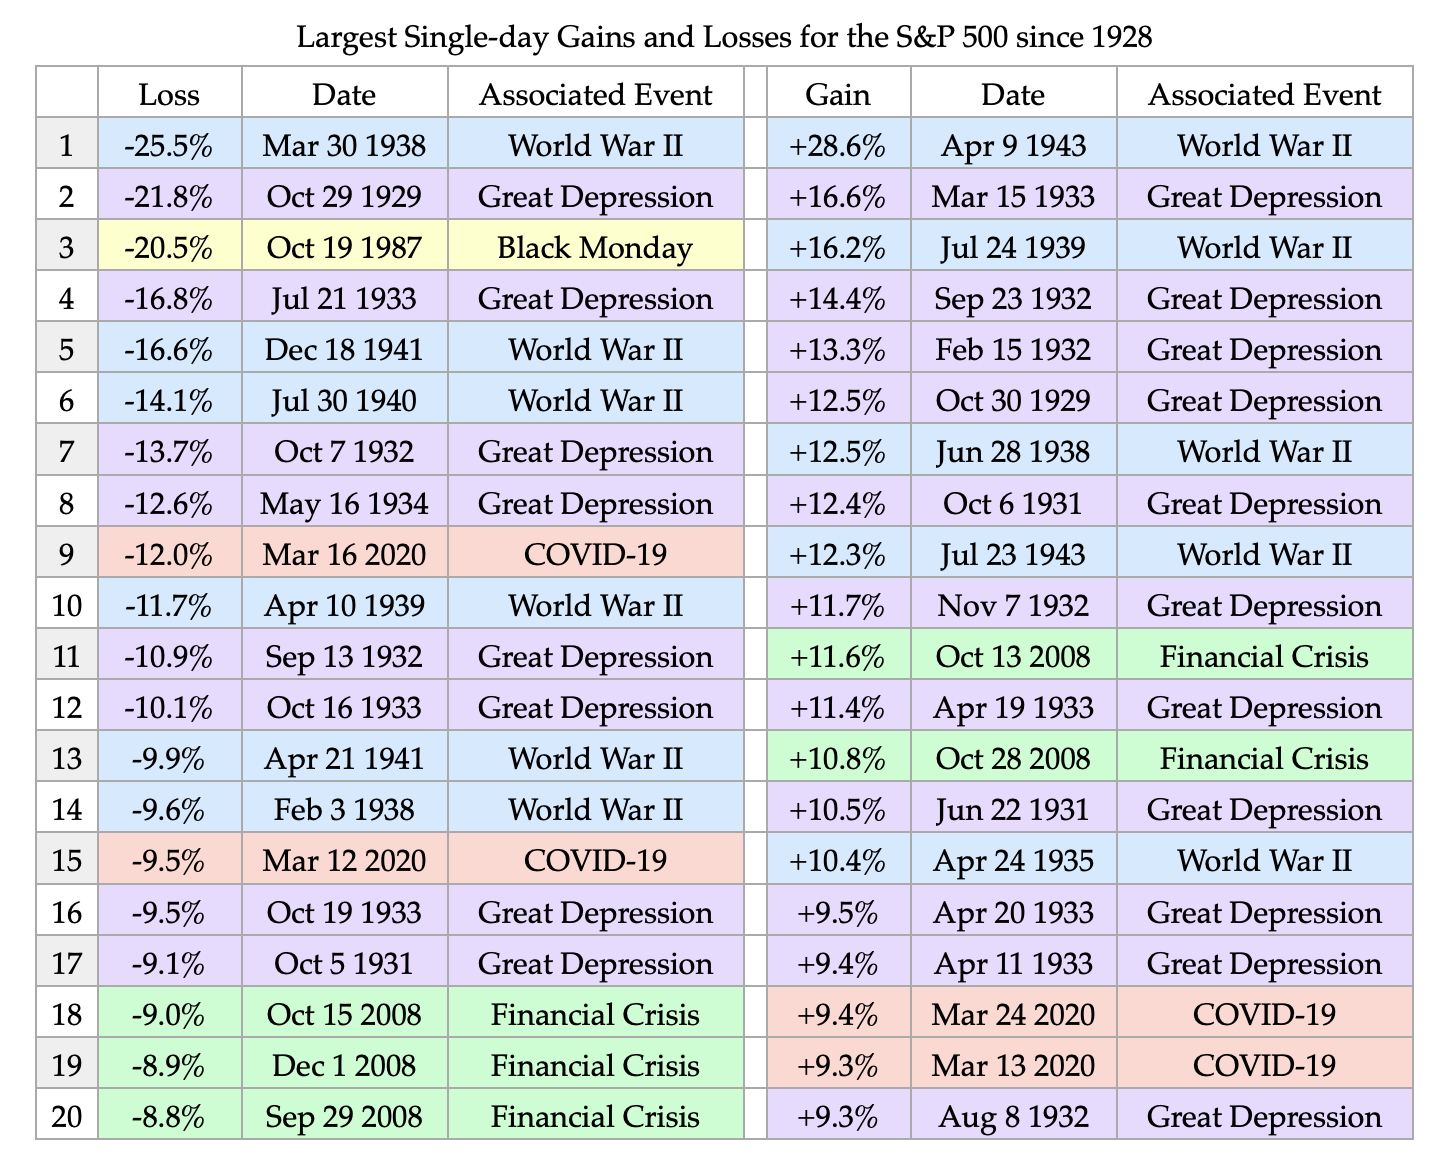 Largest Single-day Gains and Losses for the S&P 500 since 1928
Loss Date Associated Event Gain Date Associated Event
1 -25.5% Mar 30 1938 World War II +28.6% Apr 9 1943 World War II
2 -21.8% Oct 29 1929 Great Depression +16.6% Mar 15 1933 Great Depression
3 -20.5% Oct 19 1987 Black Monday +16.2% Jul 24 1939 World War II
4 -16.8% Jul 21 1933 Great Depression +14.4% Sep 23 1932 Great Depression
5 -16.6% Dec 18 1941 World War II +13.3% Feb 15 1932 Great Depression
6 -14.1% Jul 30 1940 World War II +12.5% Oct 30 1929 Great Depression
7 -13.7% Oct 7 1932 Great Depression +12.5% Jun 28 1938 World War II
8 -12.6% May 16 1934 Great Depression +12.4% Oct 6 1931 Great Depression
9 -12.0% Mar 16 2020 COVID-19 +12.3% Jul 23 1943 World War II
10 -11.7% Apr 10 1939 World War II +11.7% Nov 7 1932 Great Depression
11 -10.9% Sep 13 1932 Great Depression +11.6% Oct 13 2008 Financial Crisis
12 -10.1% Oct 16 1933 Great Depression +11.4% Apr 19 1933 Great Depression
13 -9.9% Apr 21 1941 World War II +10.8% Oct 28 2008 Financial Crisis
14 -9.6% Feb 3 1938 World War II +10.5% Jun 22 1931 Great Depression
15 -9.5% Mar 12 2020 COVID-19 +10.4% Apr 24 1935 World War II
16 -9.5% Oct 19 1933 Great Depression +9.5% Apr 20 1933 Great Depression
17 -9.1% Oct 5 1931 Great Depression +9.4% Apr 11 1933 Great Depression
18 -9.0% Oct 15 2008 Financial Crisis +9.4% Mar 24 2020 COVID-19
19 -8.9% Dec 1 2008 Financial Crisis +9.3% Mar 13 2020 COVID-19
20 -8.8% Sep 29 2008 Financial Crisis +9.3% Aug 8 1932 Great Depression